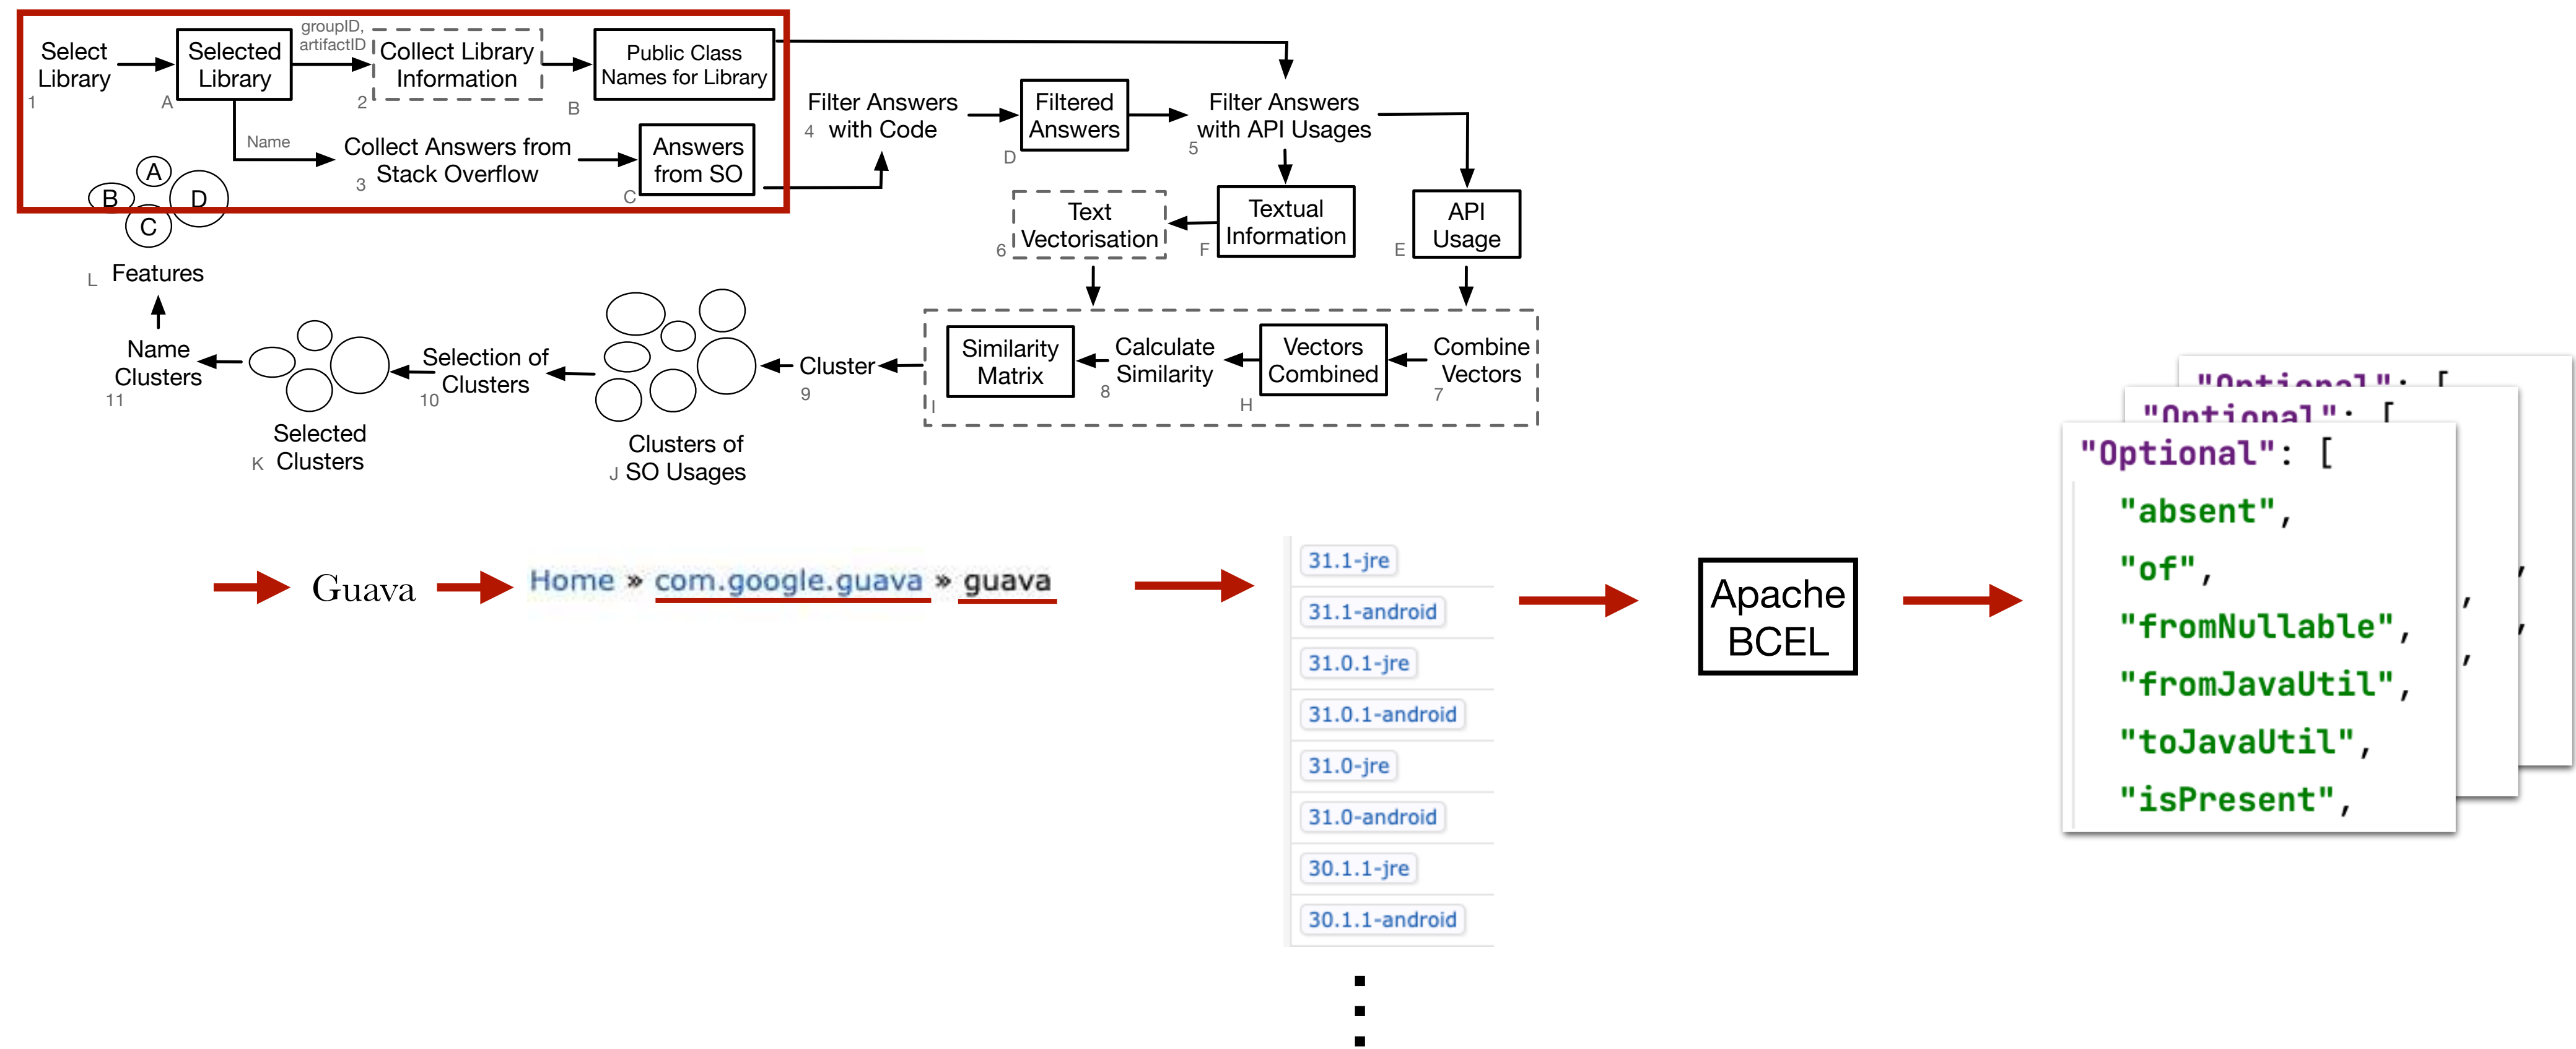 Select
Library
1
Selected
Library
A
groupID,
artifactID
Collect Library
Information
2
Public Class
Names for Library
B
Name
Collect Answers from
Stack Overflow
3
Answers
from SO
C
Filter Answers
with Code
4
Filtered
Answers
D
Filter Answers
with API Usages
5
Text
Vectorisation
6
Textual
Information
F
API
Usage
E
Combine
Vectors
7
Vectors
Combined
H
Calculate
Similarity
8
Similarity
Matrix
I
Cluster
9
Clusters of
SO Usages
J
Selection of
Clusters
10
Selected
Clusters
K
Name
Clusters
11
Features
L
A
B
C
D
Guava
Home » com.google.guava » guava
31.1-jre
31.1-android
31.0.1-jre
31.0.1-android
31.0-jre
31.0-android
30.1.1-jre
30.1.1-android
Apache
BCEL
"Optional": [
"Optional": [
"Optional": [
"absent",
"of",
"fromNullable",
"fromJavaUtil",
"toJavaUtil",
"isPresent",